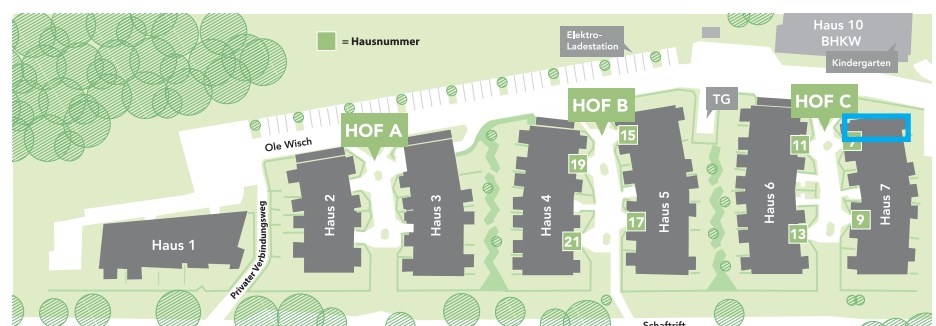 Haus 10
BHKW
Elektro-
Ladestation
= Hausnummer
Kindergarten
TG
HOF A
HOF B
HOF C
Ole Wisch
15
11
7
19
Haus 1
Haus 2
Haus 3
Haus 4
Haus 5
Haus 6
Haus 7
17
9
21
13
Privater Verbindungsweg
Schaftrift